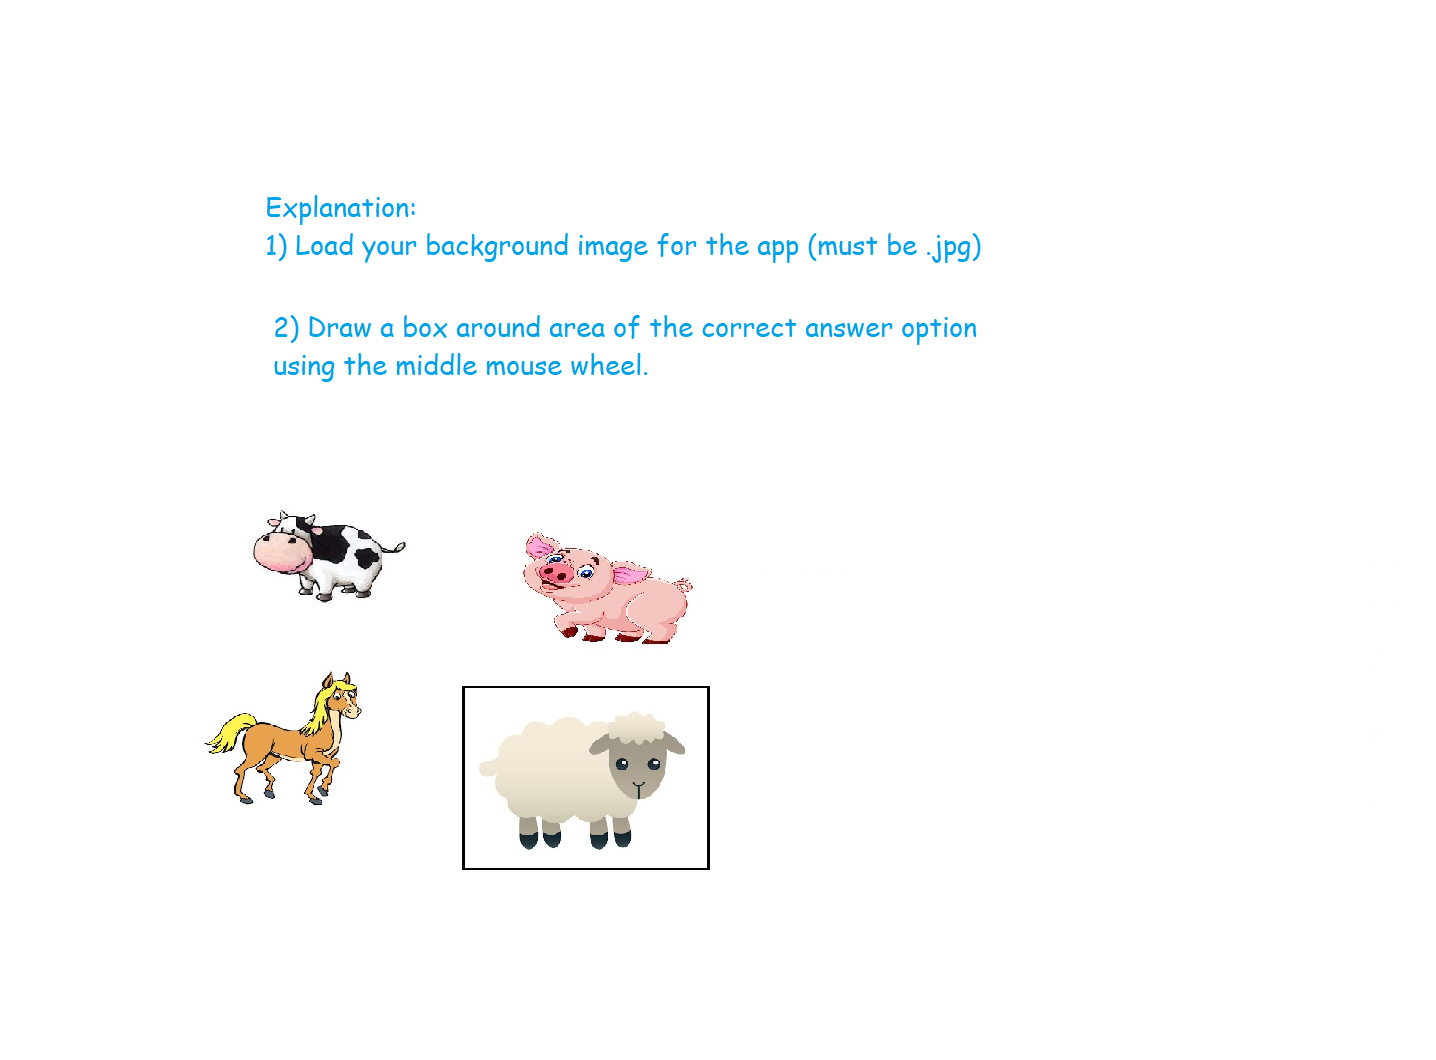 Explanation:
1) Load your background image for the app (must be .jpg)
2) Draw a box around area of the correct answer option
using the middle mouse wheel.